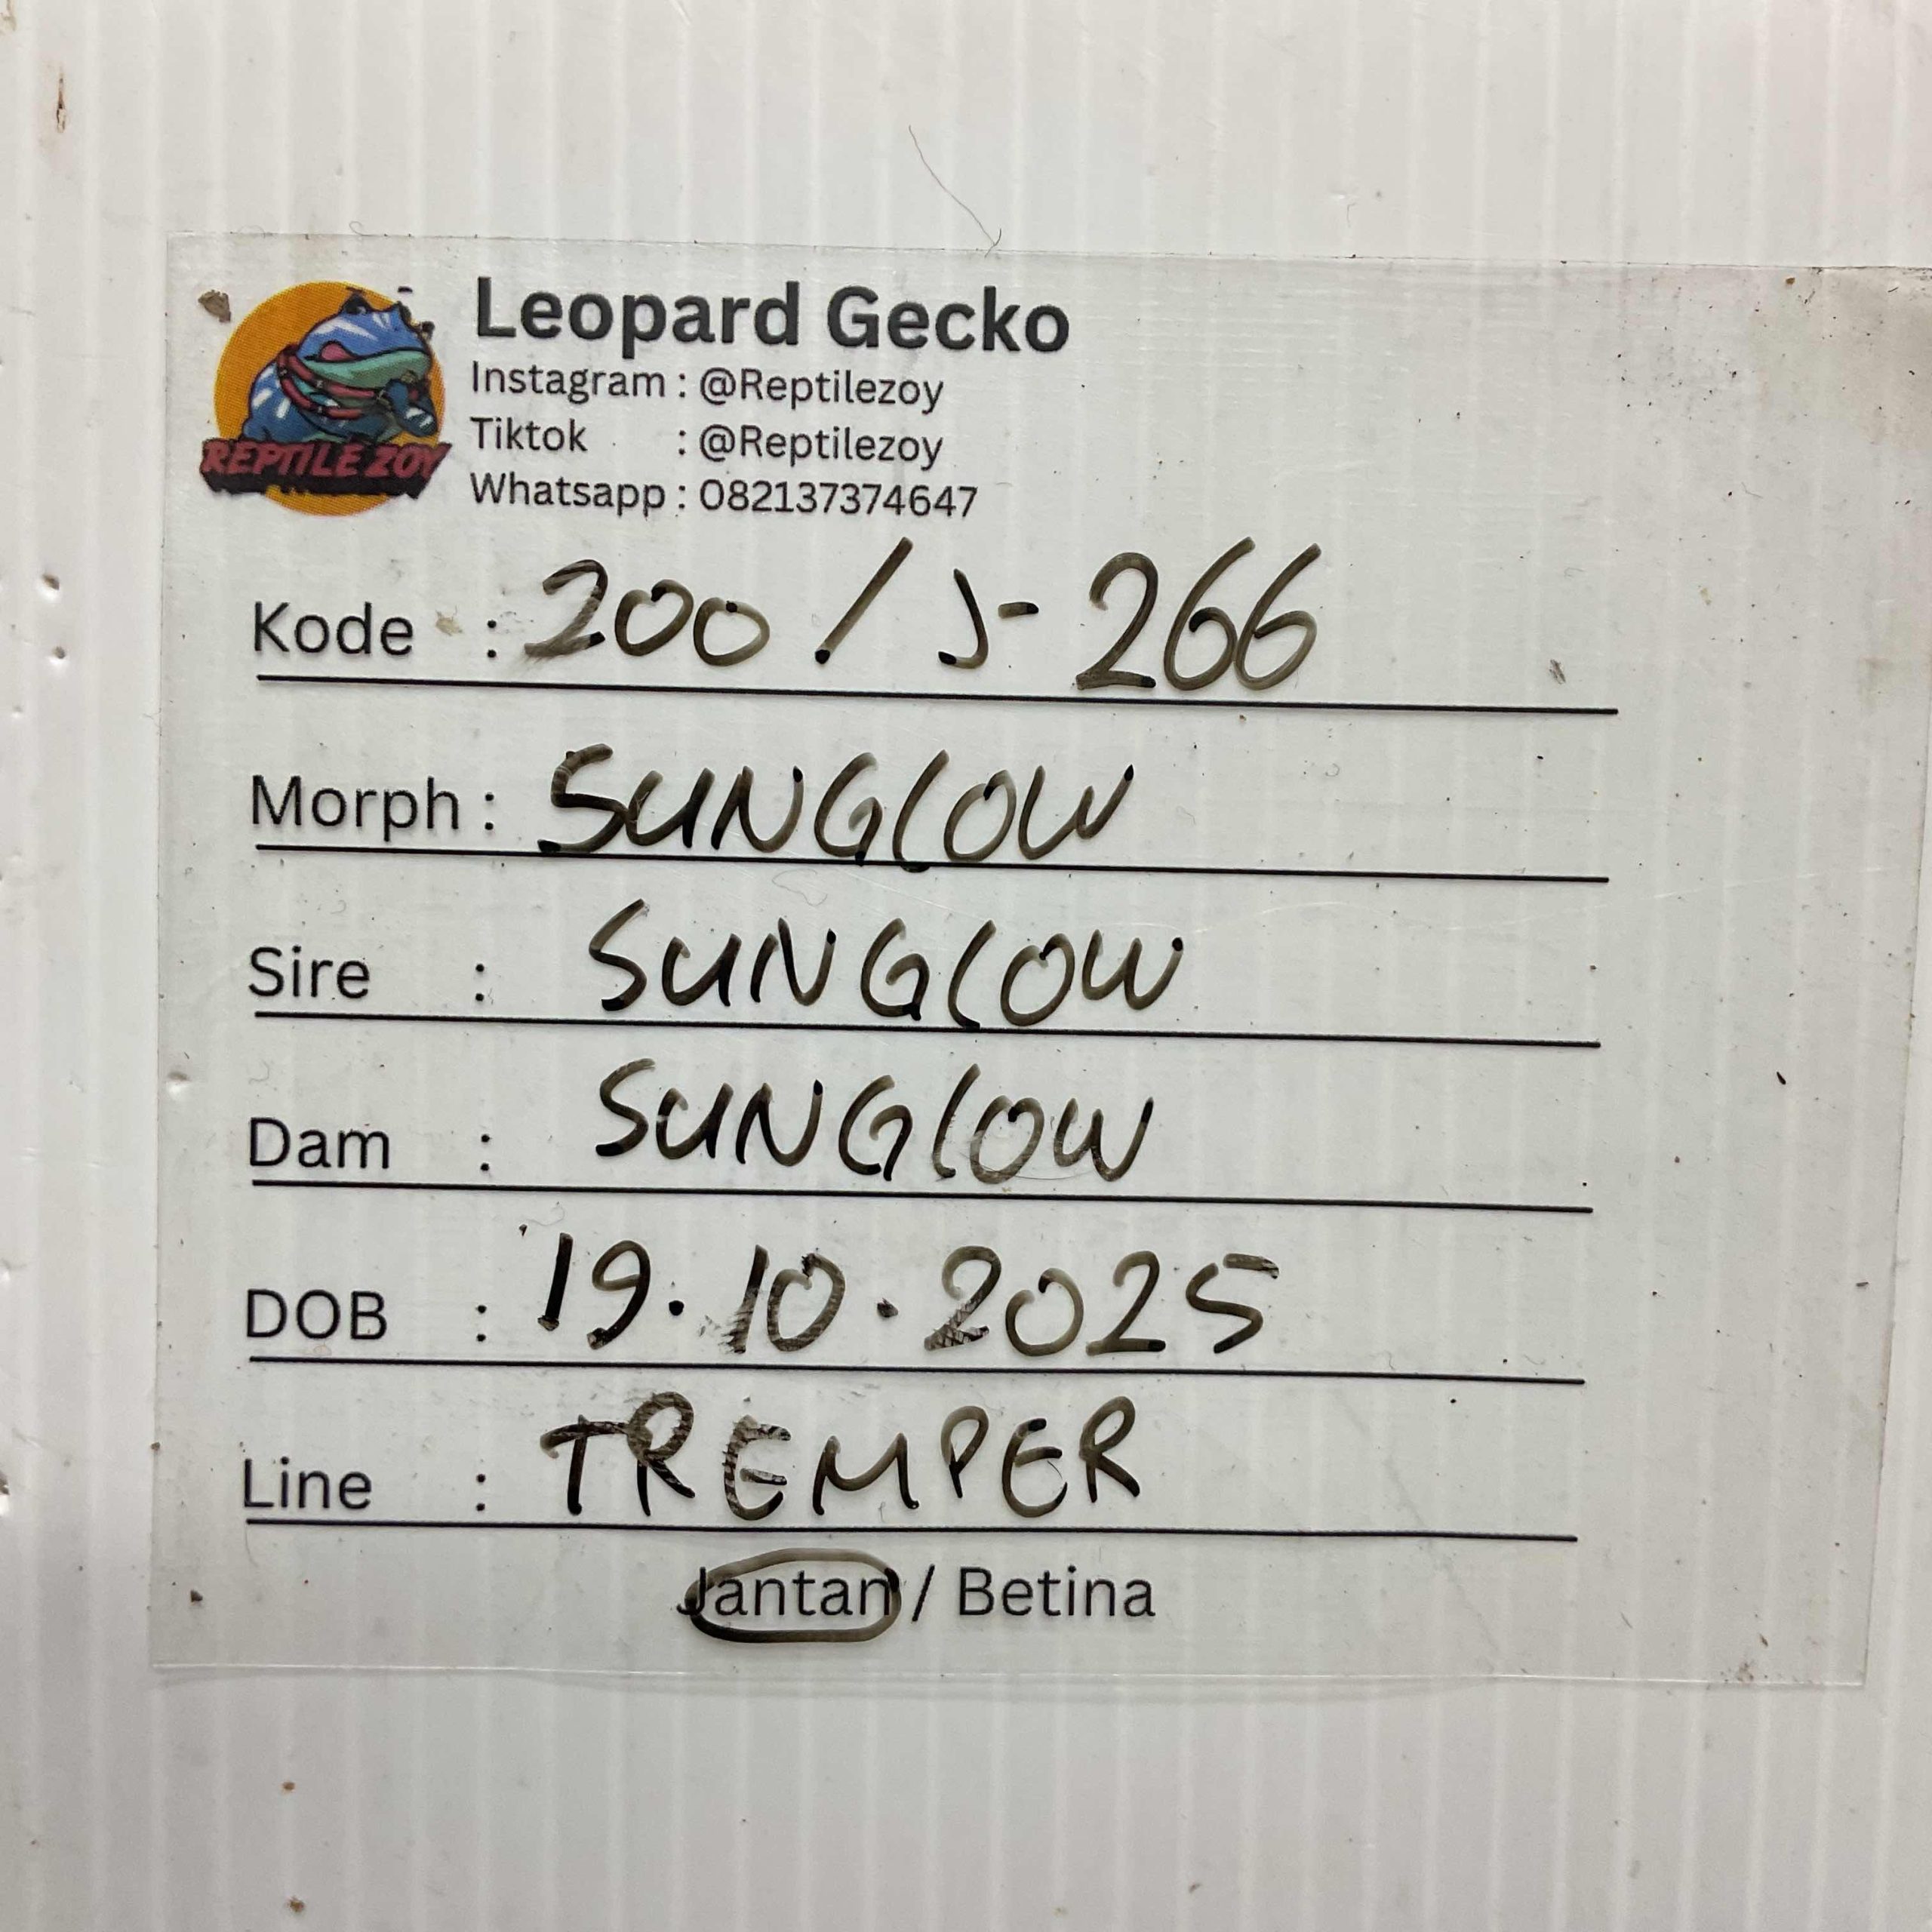 Leopard Gecko
Instagram : @Reptilezoy
Tiktok : @Reptilezoy
Whatsapp : 082137374647
REPTILE ZOY
Kode : 200 / J- 266
Morph : SUNGLOW
Sire : SUNGLOW
Dam : SUNGLOW
DOB : 19.10.2025
Line : TREMPER
Jantan / Betina